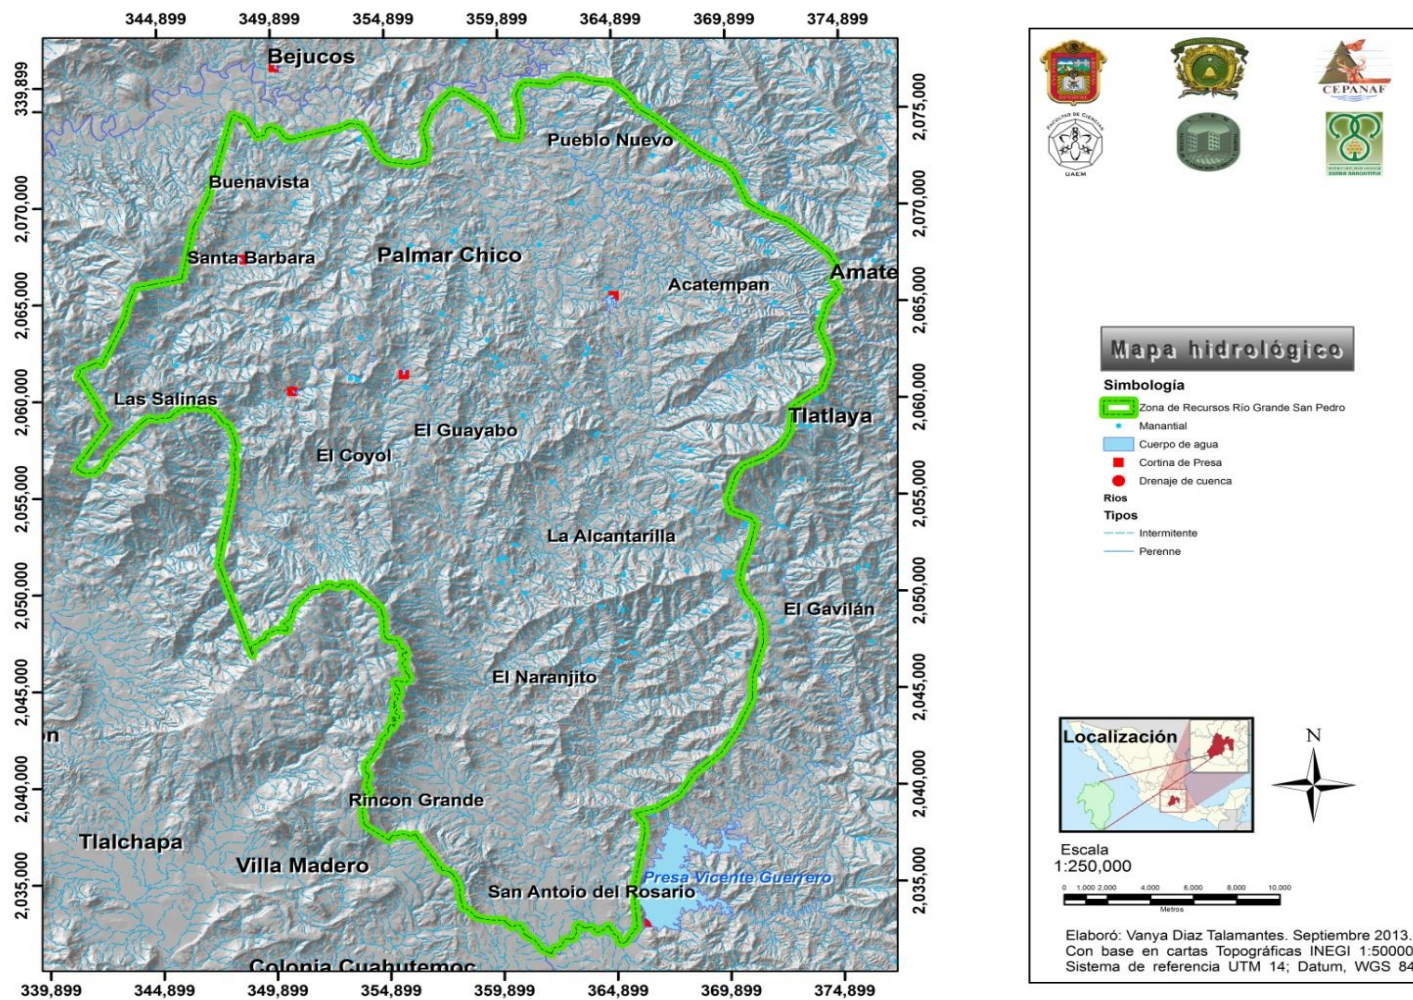 344,899 349,899 354,899 359,899 364,899 369,899 374,899
339,899
339,899
2,075,000
2,070,000
2,070,000
2,065,000
2,065,000
2,060,000
2,060,000
2,055,000
2,055,000
2,050,000
2,050,000
2,045,000
2,045,000
2,040,000
2,040,000
2,035,000
2,035,000
Bejucos
Pueblo Nuevo
Buenavista
Santa Barbara
Palmar Chico
Amate
Acatempan
Las Salinas
Tlatlaya
El Guayabo
El Coyol
La Alcantarilla
El Gavilán
El Naranjito
on
Rincon Grande
Tlalchapa
Villa Madero
Presa Vicente Guerrero
San Antoio del Rosario
Colonia Cuahutemoc
339,899 344,899 349,899 354,899 359,899 364,899 369,899 374,899
CEPANAF
FACULTAD DE CIENCIAS
UAEM
Mapa hidrológico
Simbología
Zona de Recursos Río Grande San Pedro
Manantial
Cuerpo de agua
Cortina de Presa
Drenaje de cuenca
Rios
Tipos
Intermitente
Perenne
Localización
N
Escala
1:250,000
0 1,000 2,000 4,000 6,000 8,000 10,000
Metros
Elaboró: Vanya Diaz Talamantes. Septiembre 2013.
Con base en cartas Topográficas INEGI 1:50000
Sistema de referencia UTM 14; Datum, WGS 84